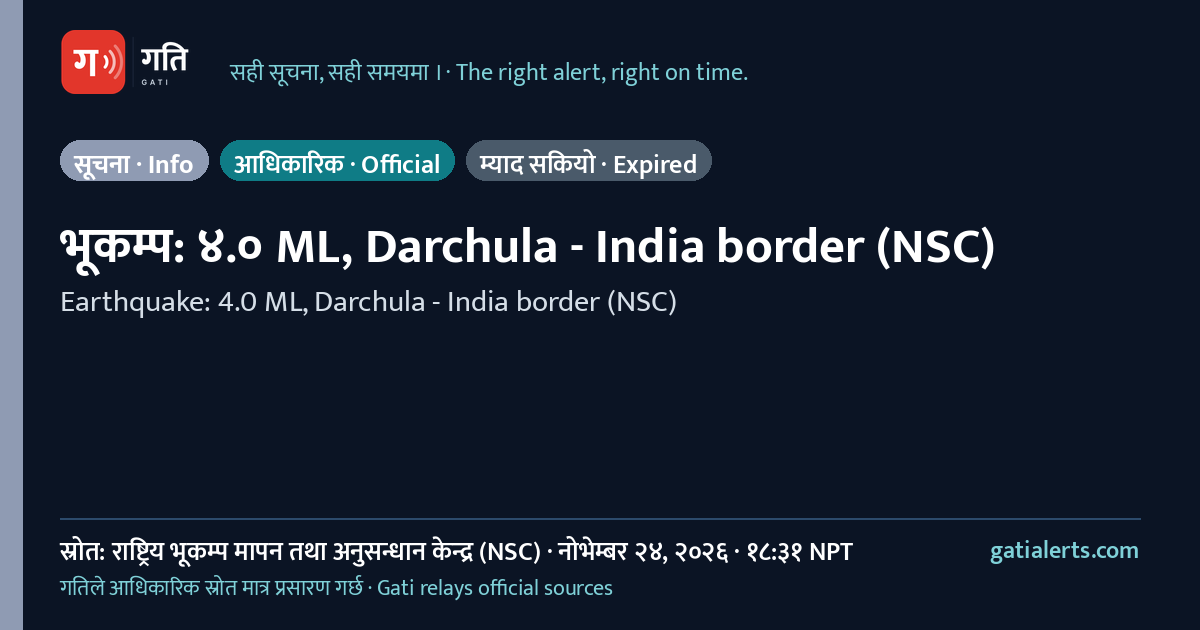 ग गति
GATI
सही सूचना, सही समयमा । · The right alert, right on time.
सूचना · Info आधिकारिक · Official म्याद सकियो · Expired
भूकम्प: ४.० ML, Darchula - India border (NSC)
Earthquake: 4.0 ML, Darchula - India border (NSC)
स्रोत: राष्ट्रिय भूकम्प मापन तथा अनुसन्धान केन्द्र (NSC) · नोभेम्बर २४, २०२६ · १८:३१ NPT gatialerts.com
गतिले आधिकारिक स्रोत मात्र प्रसारण गर्छ · Gati relays official sources